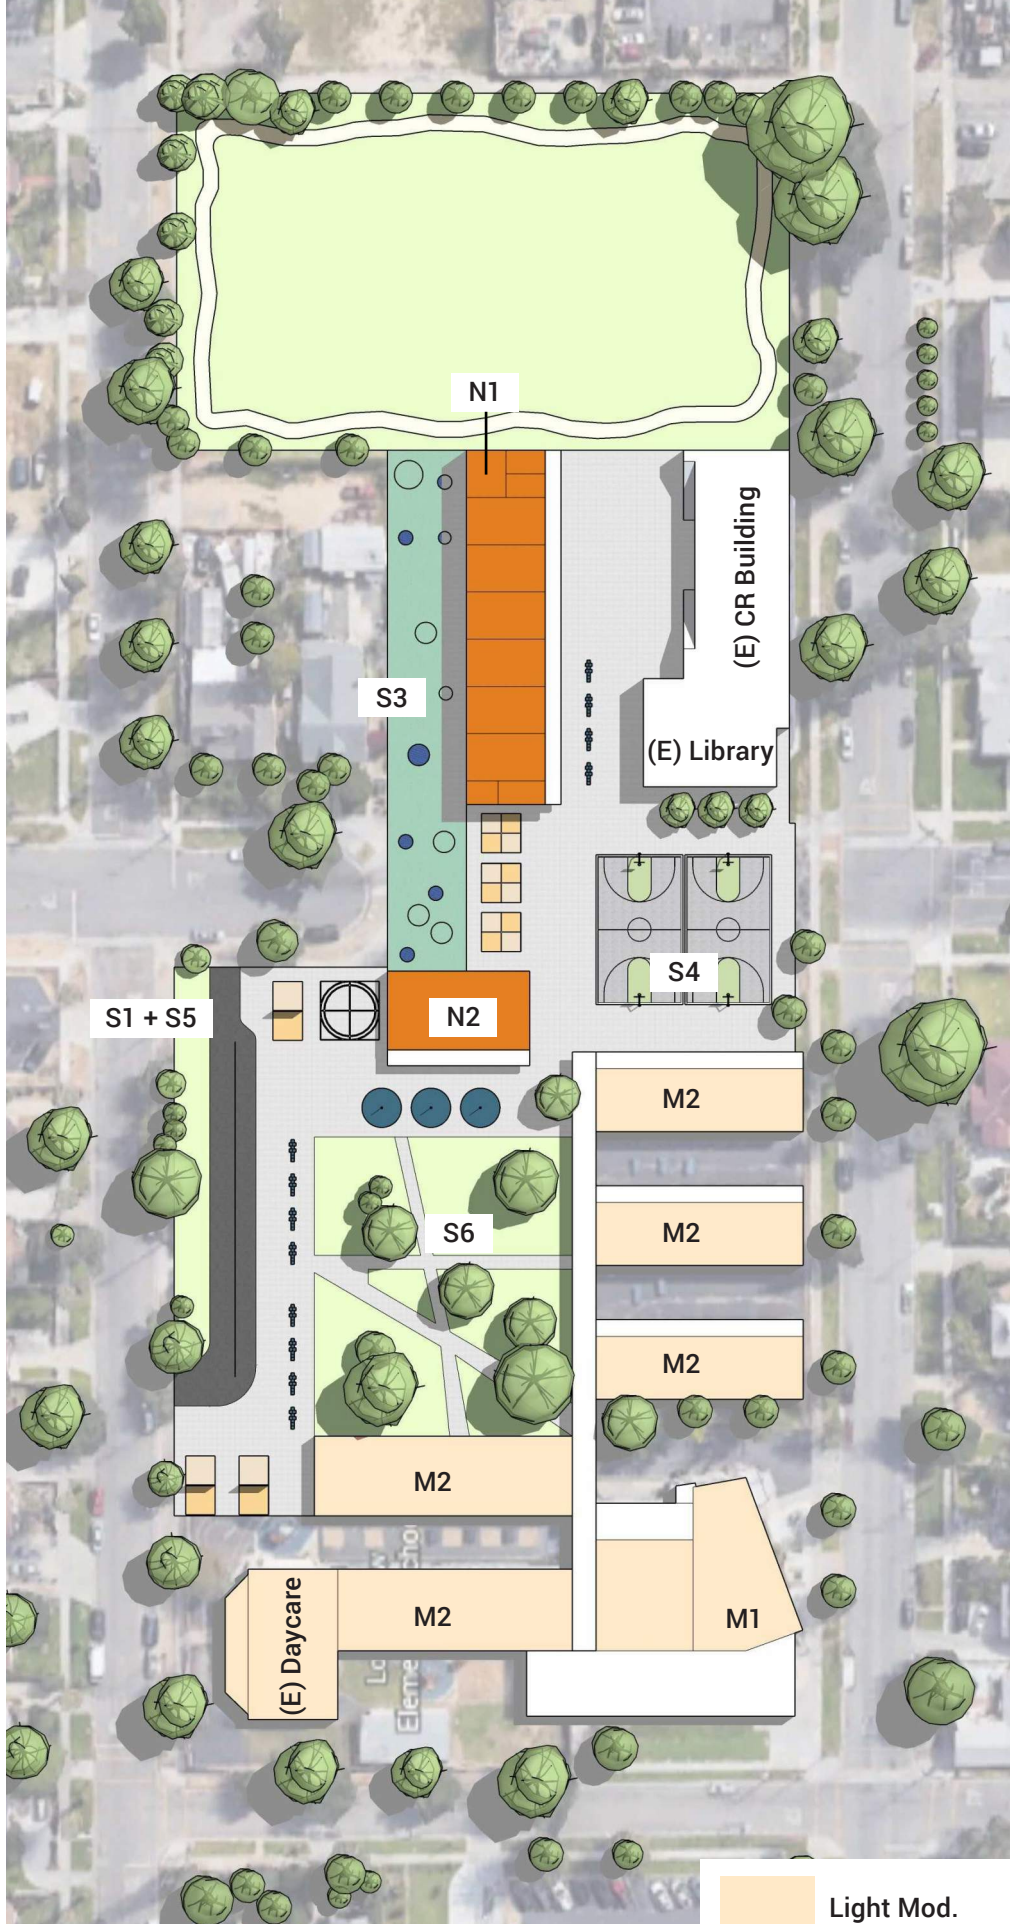 N1
(E) CR Building
S3
(E) Library
S4
S1 + S5
N2
M2
S6
M2
M2
M2
(E) Daycare
M2
M1
Light Mod.